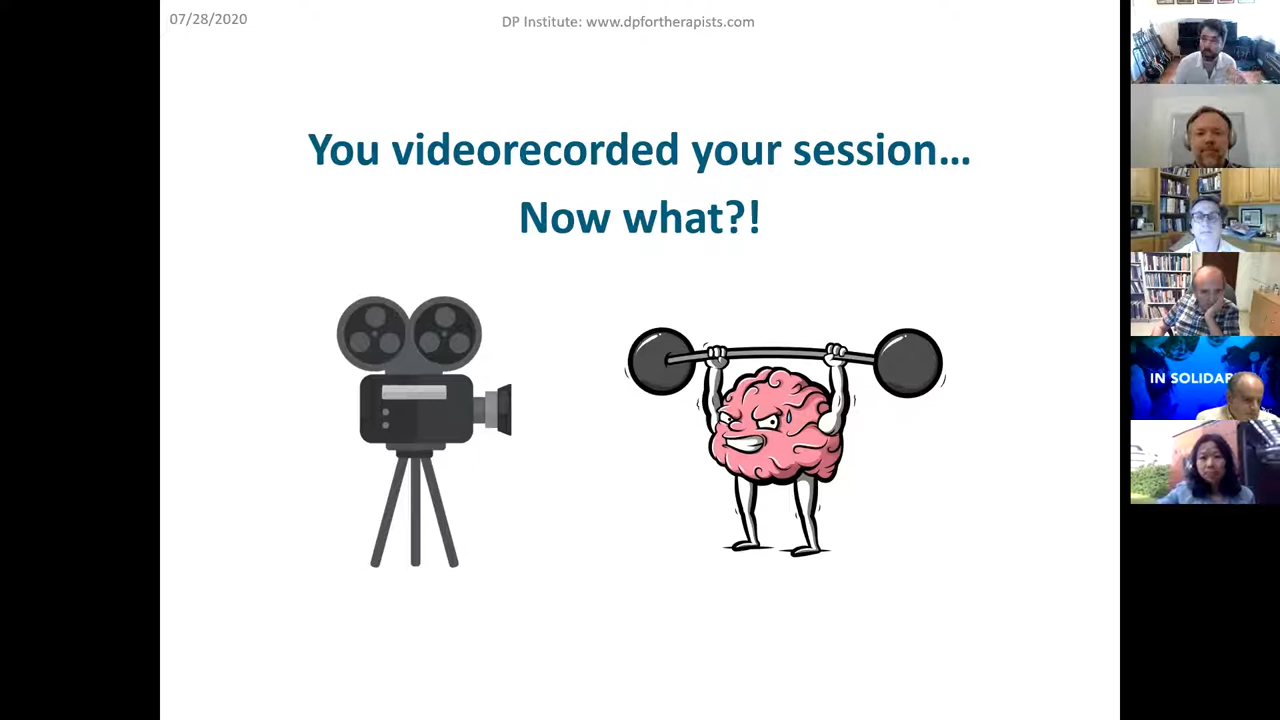 07/28/2020
DP Institute: www.dpfortherapists.com
You videorecorded your session…
Now what?!
IN SOLIDAR